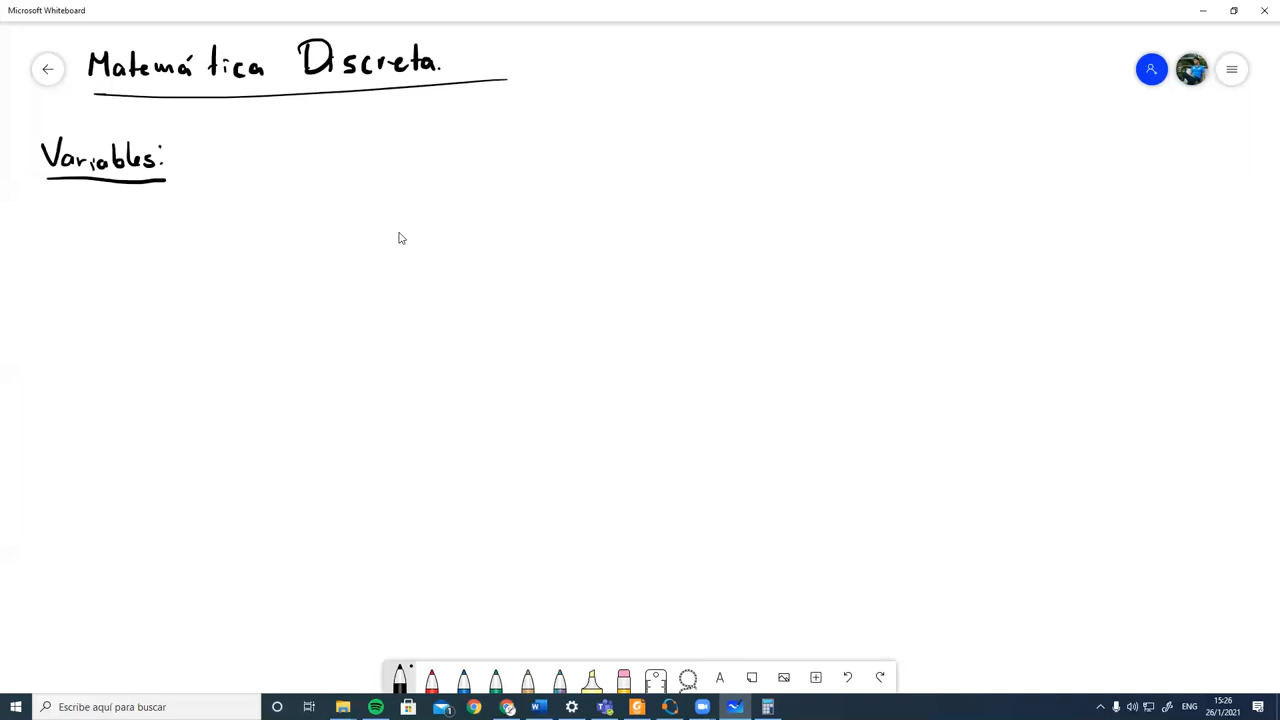 Microsoft Whiteboard
Matemática Discreta.
Variables:
Escribe aquí para buscar
ENG
15:26
26/1/2021